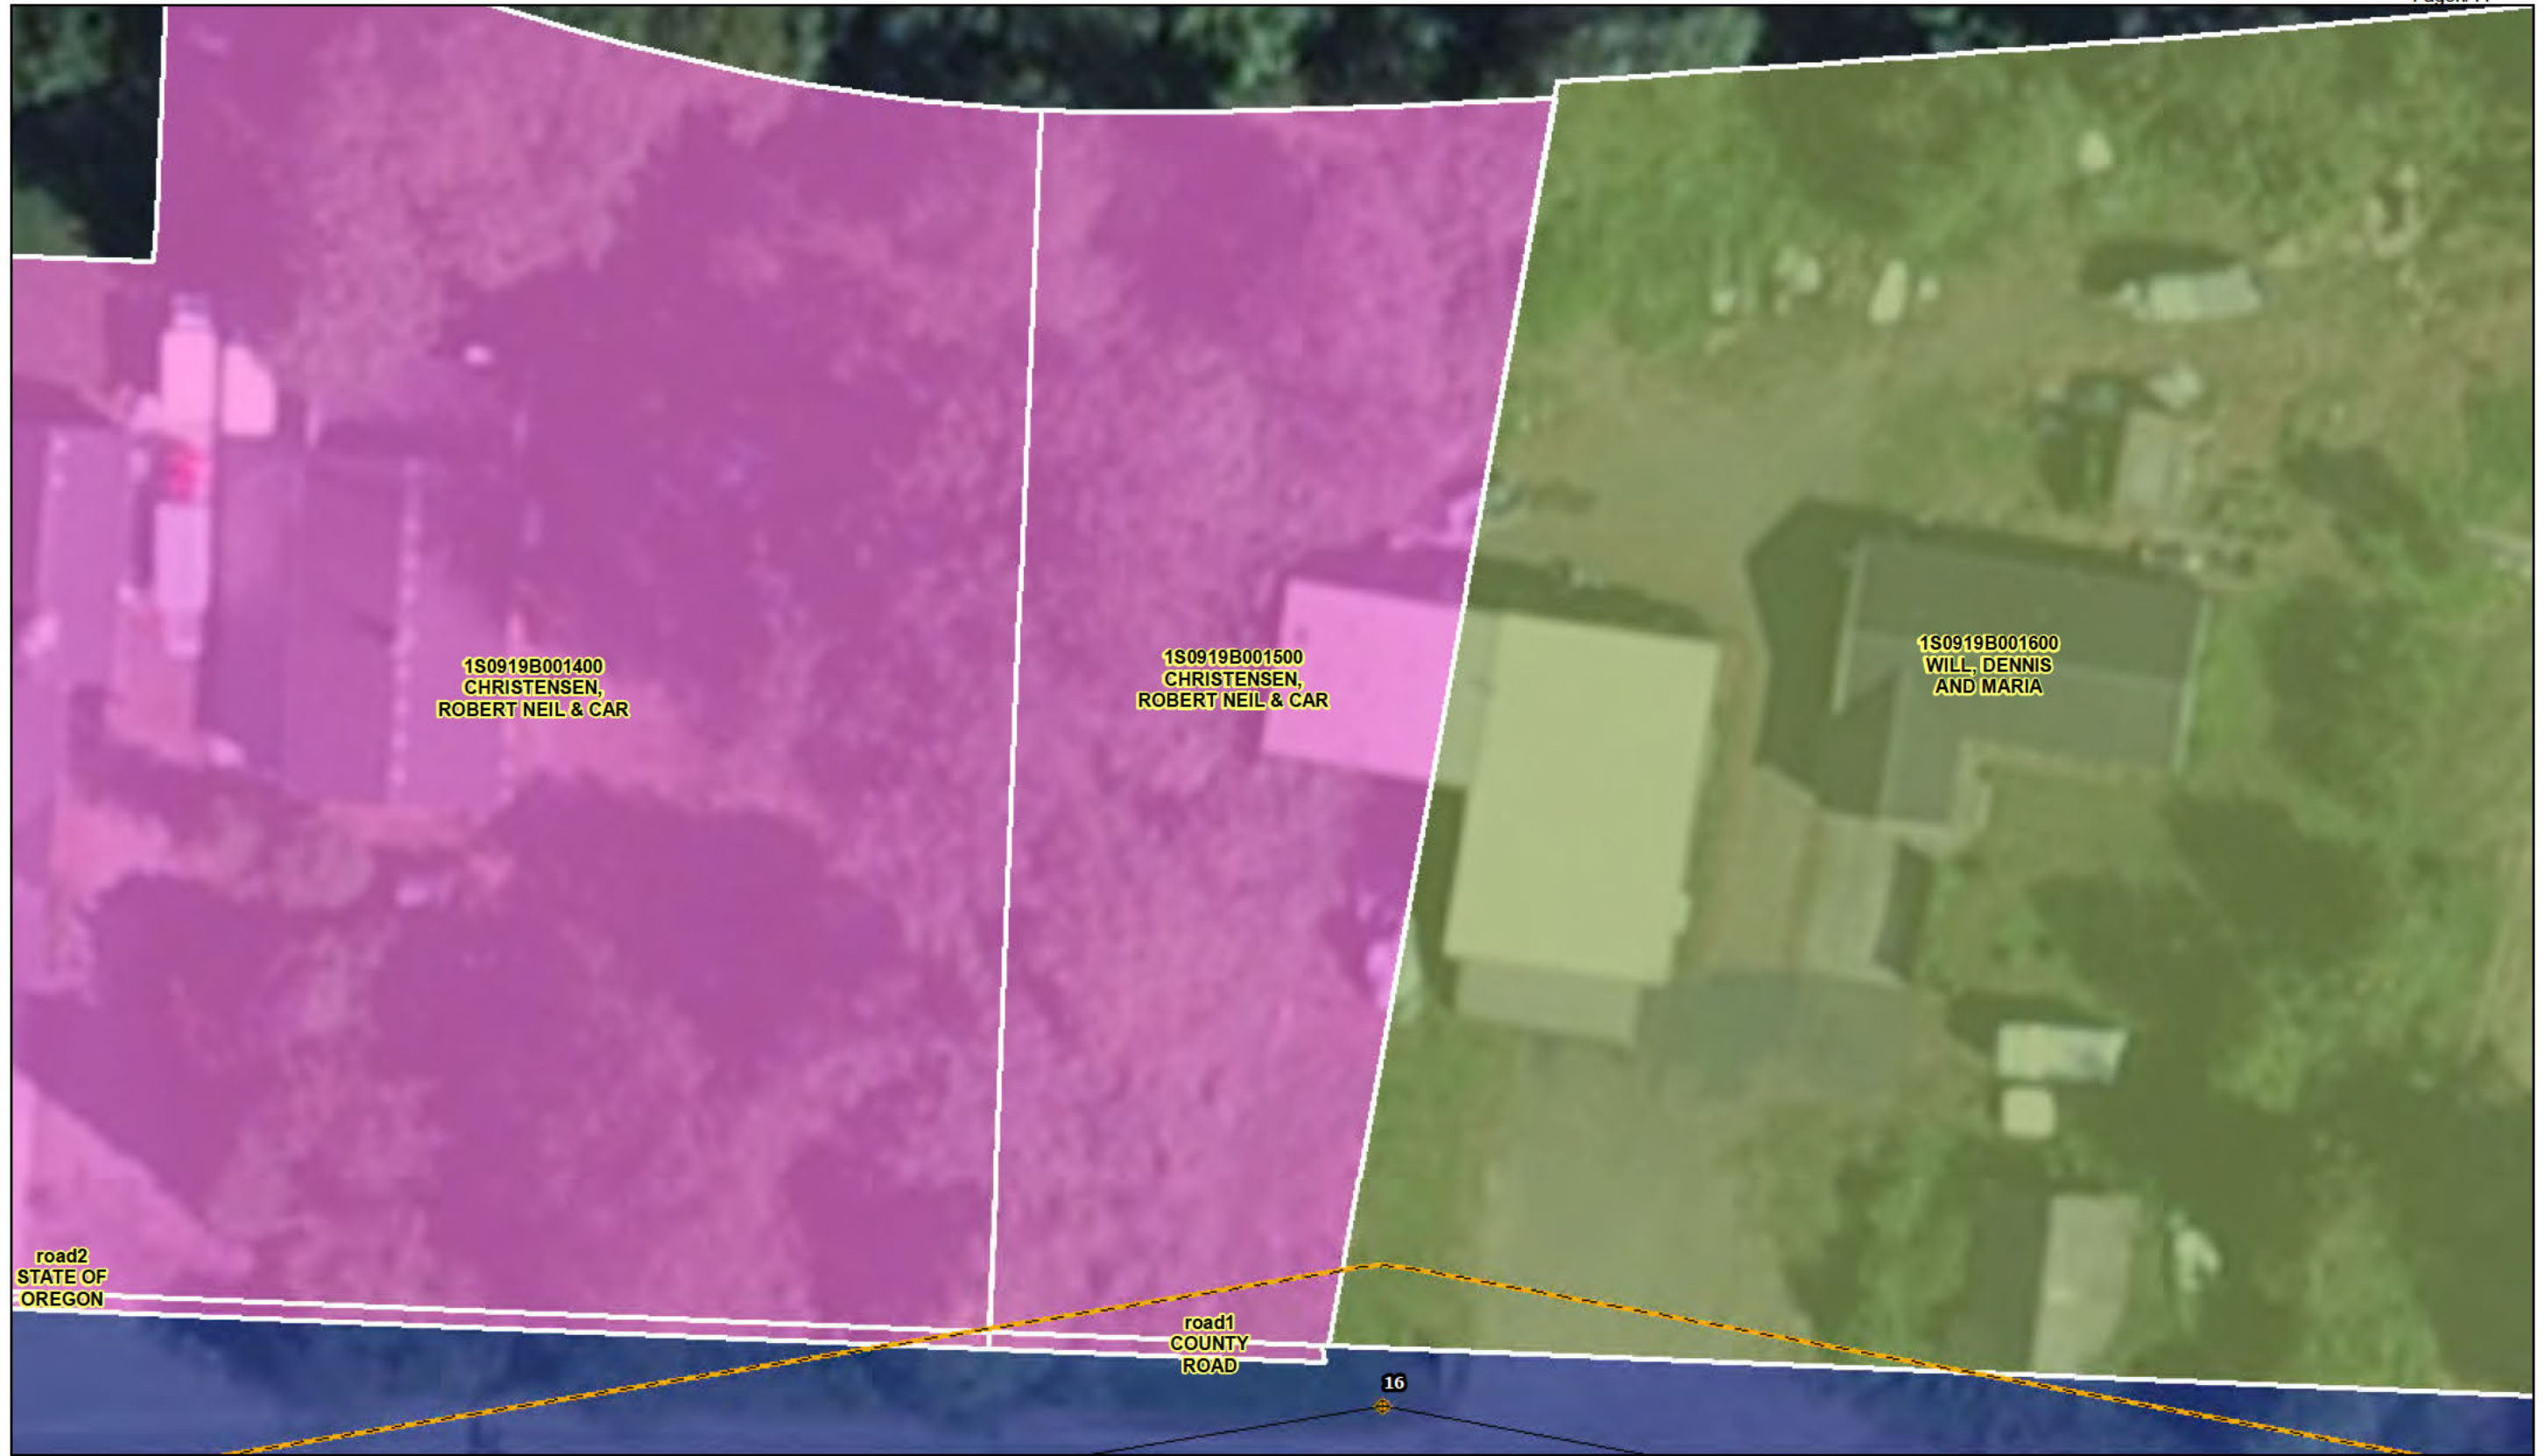 1S0919B001400
CHRISTENSEN,
ROBERT NEIL & CAR
1S0919B001500
CHRISTENSEN,
ROBERT NEIL & CAR
1S0919B001600
WILL, DENNIS
AND MARIA
road2
STATE OF
OREGON
road1
COUNTY
ROAD
16